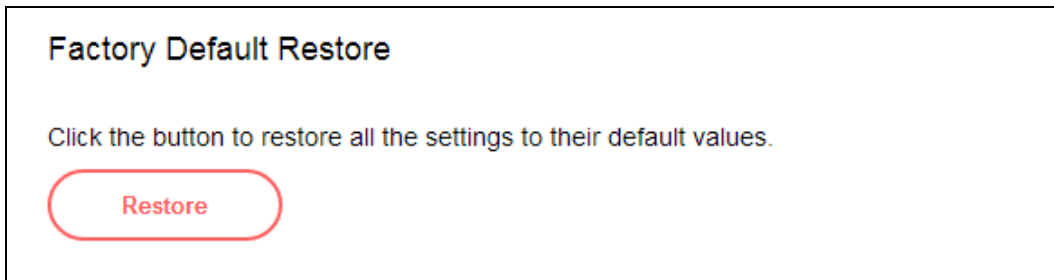 Factory Default Restore
Click the button to restore all the settings to their default values.
Restore